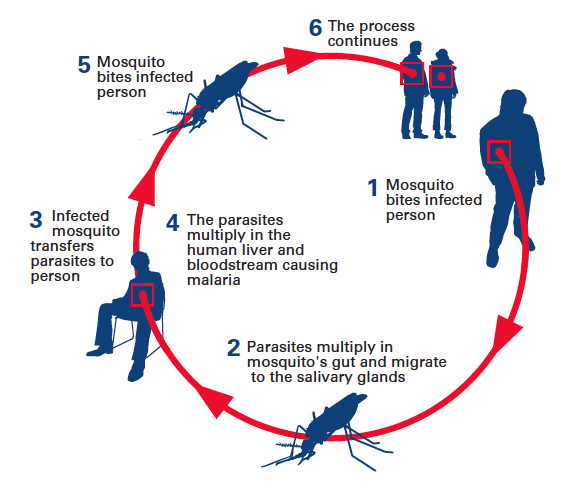 1 Mosquito
bites infected
person
2 Parasites multiply in
mosquito's gut and migrate
to the salivary glands
3 Infected
mosquito
transfers
parasites to
person
4 The parasites
multiply in the
human liver and
bloodstream causing
malaria
5 Mosquito
bites infected
person
6 The process
continues